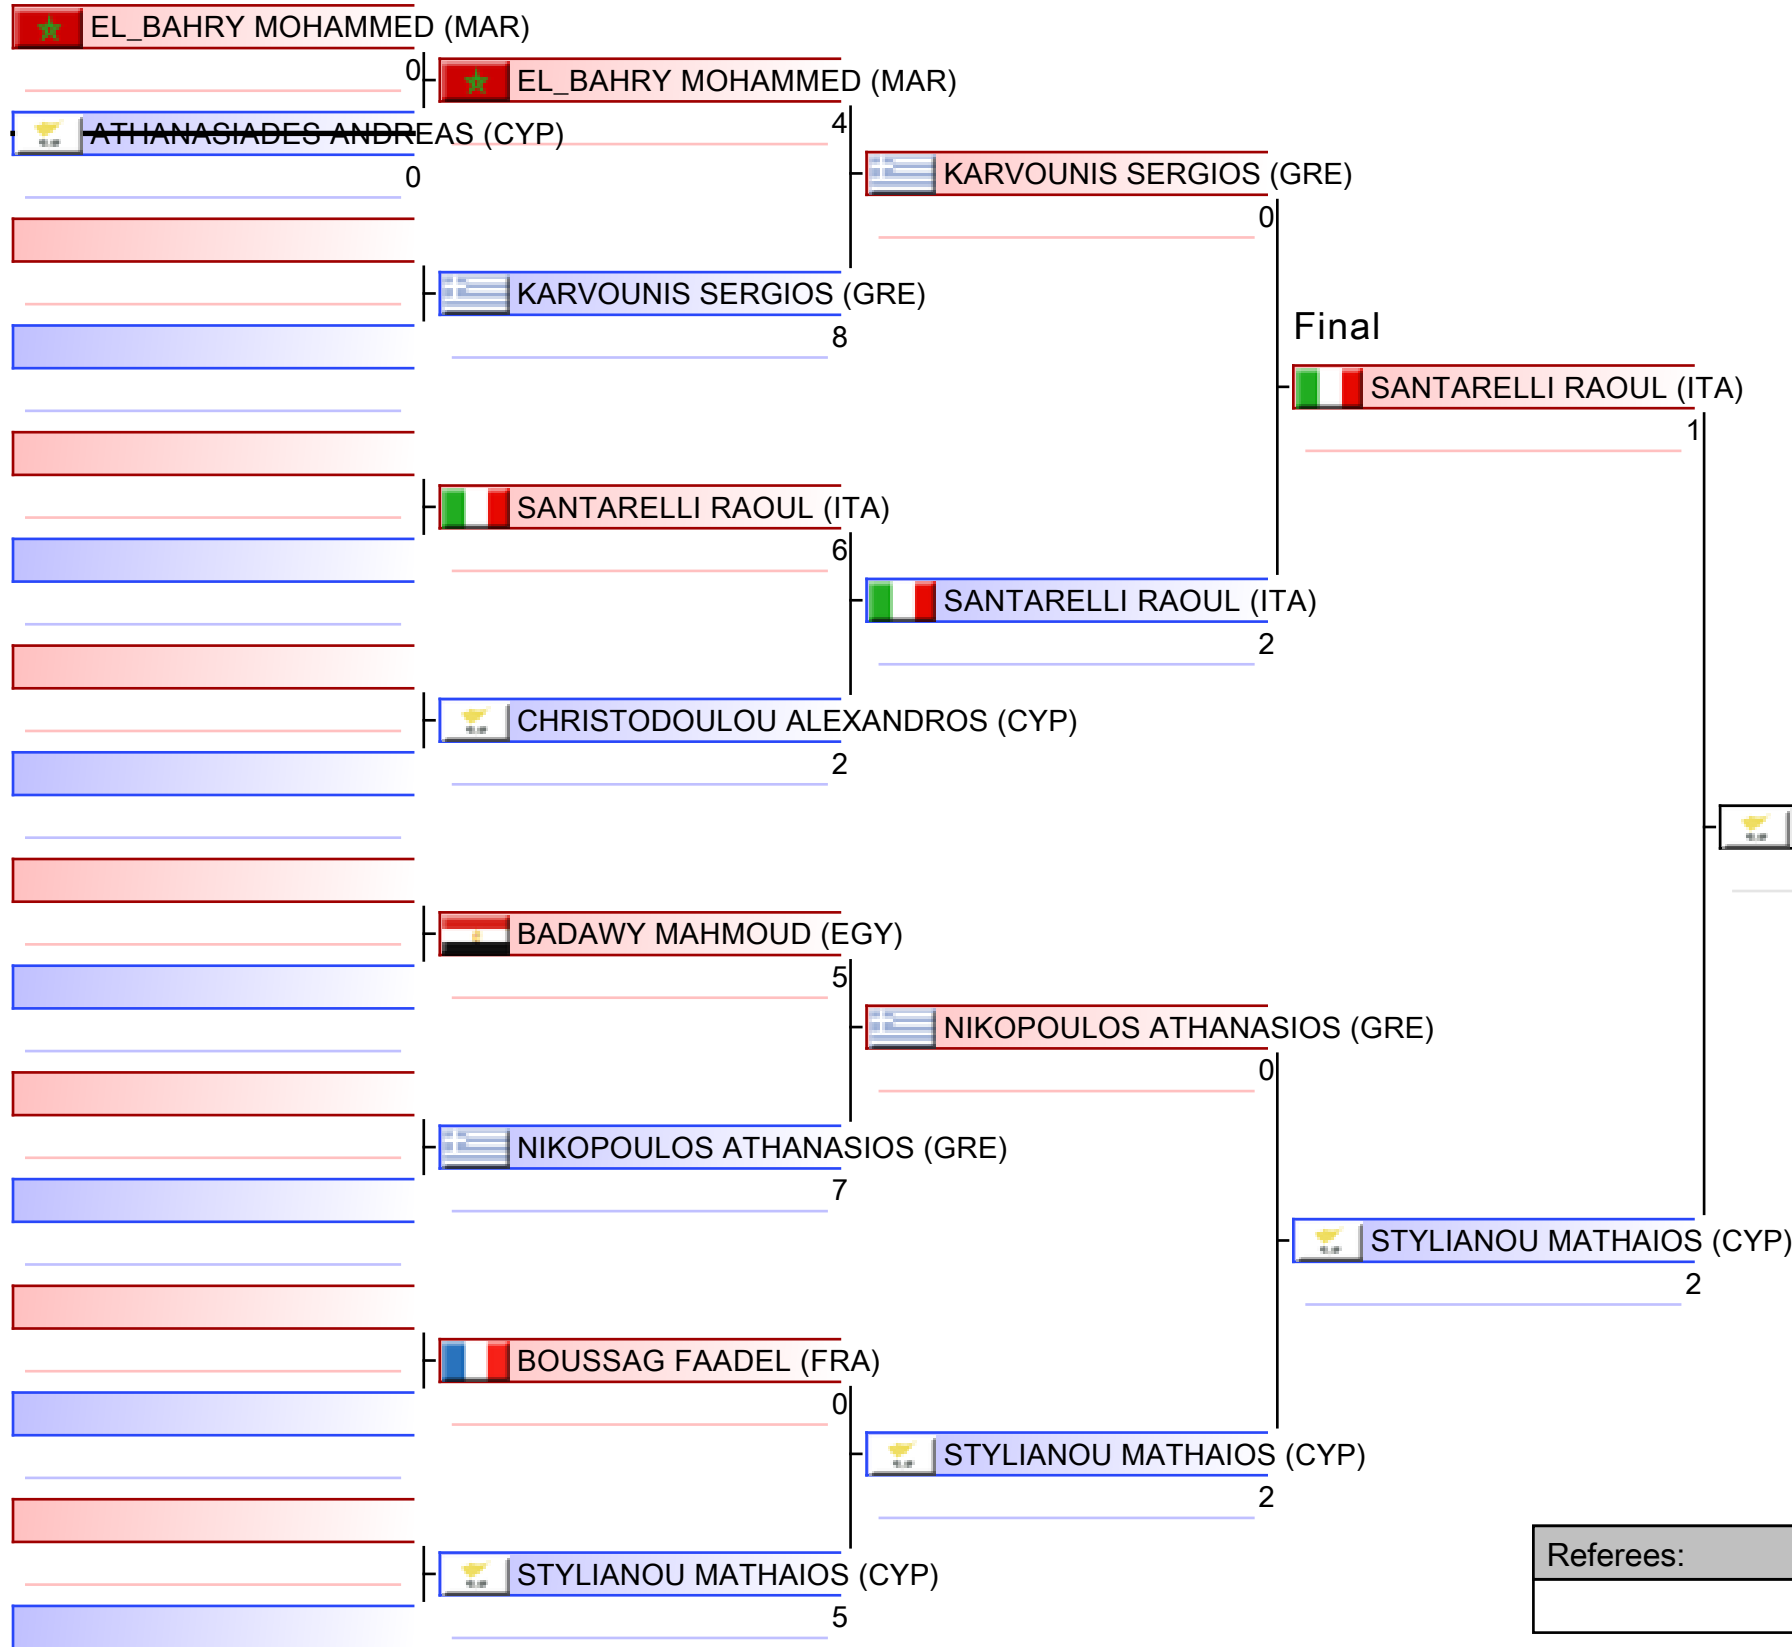 EL_BAHRY MOHAMMED (MAR)
0
EL_BAHRY MOHAMMED (MAR)
4
ATHANASIADES ANDREAS (CYP)
0
KARVOUNIS SERGIOS (GRE)
0
KARVOUNIS SERGIOS (GRE)
8
Final
SANTARELLI RAOUL (ITA)
1
SANTARELLI RAOUL (ITA)
6
SANTARELLI RAOUL (ITA)
2
CHRISTODOULOU ALEXANDROS (CYP)
2
BADAWY MAHMOUD (EGY)
5
NIKOPOULOS ATHANASIOS (GRE)
0
NIKOPOULOS ATHANASIOS (GRE)
7
STYLIANOU MATHAIOS (CYP)
2
BOUSSAG FAADEL (FRA)
0
STYLIANOU MATHAIOS (CYP)
2
STYLIANOU MATHAIOS (CYP)
5
Referees: